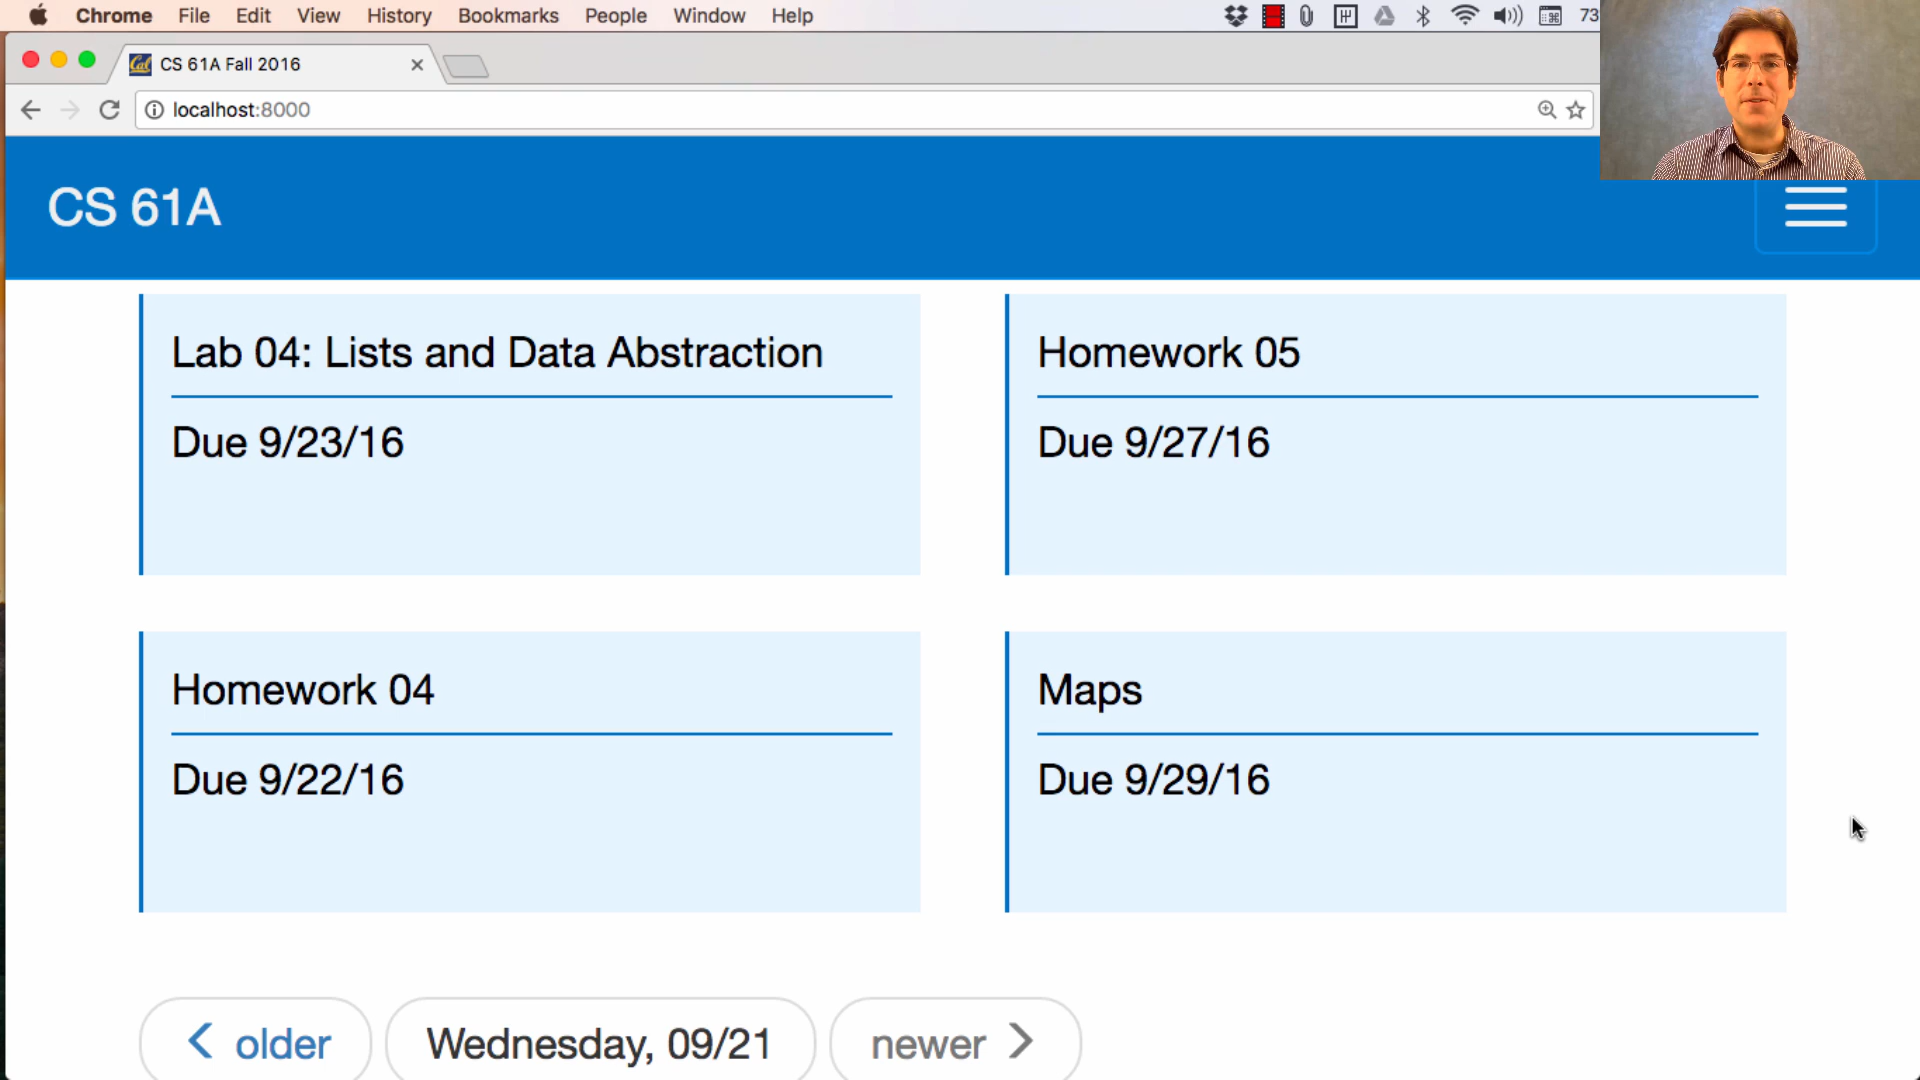 Chrome File Edit View History Bookmarks People Window Help 73
CS 61A Fall 2016
localhost:8000
CS 61A
Lab 04: Lists and Data Abstraction
Due 9/23/16
Homework 05
Due 9/27/16
Homework 04
Due 9/22/16
Maps
Due 9/29/16
older
Wednesday, 09/21
newer